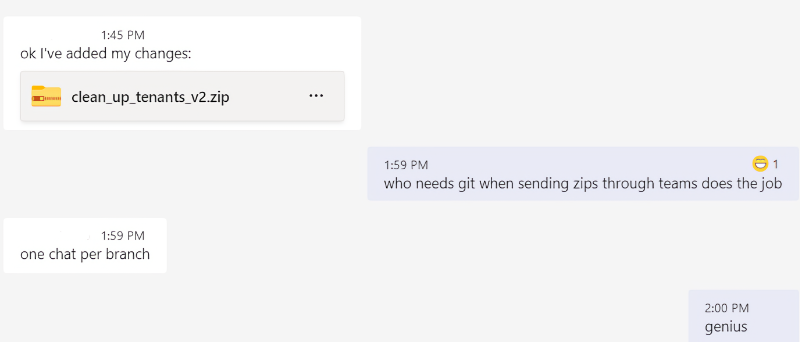 1:45 PM
ok I've added my changes:
clean_up_tenants_v2.zip
1:59 PM 1
who needs git when sending zips through teams does the job
1:59 PM
one chat per branch
2:00 PM
genius